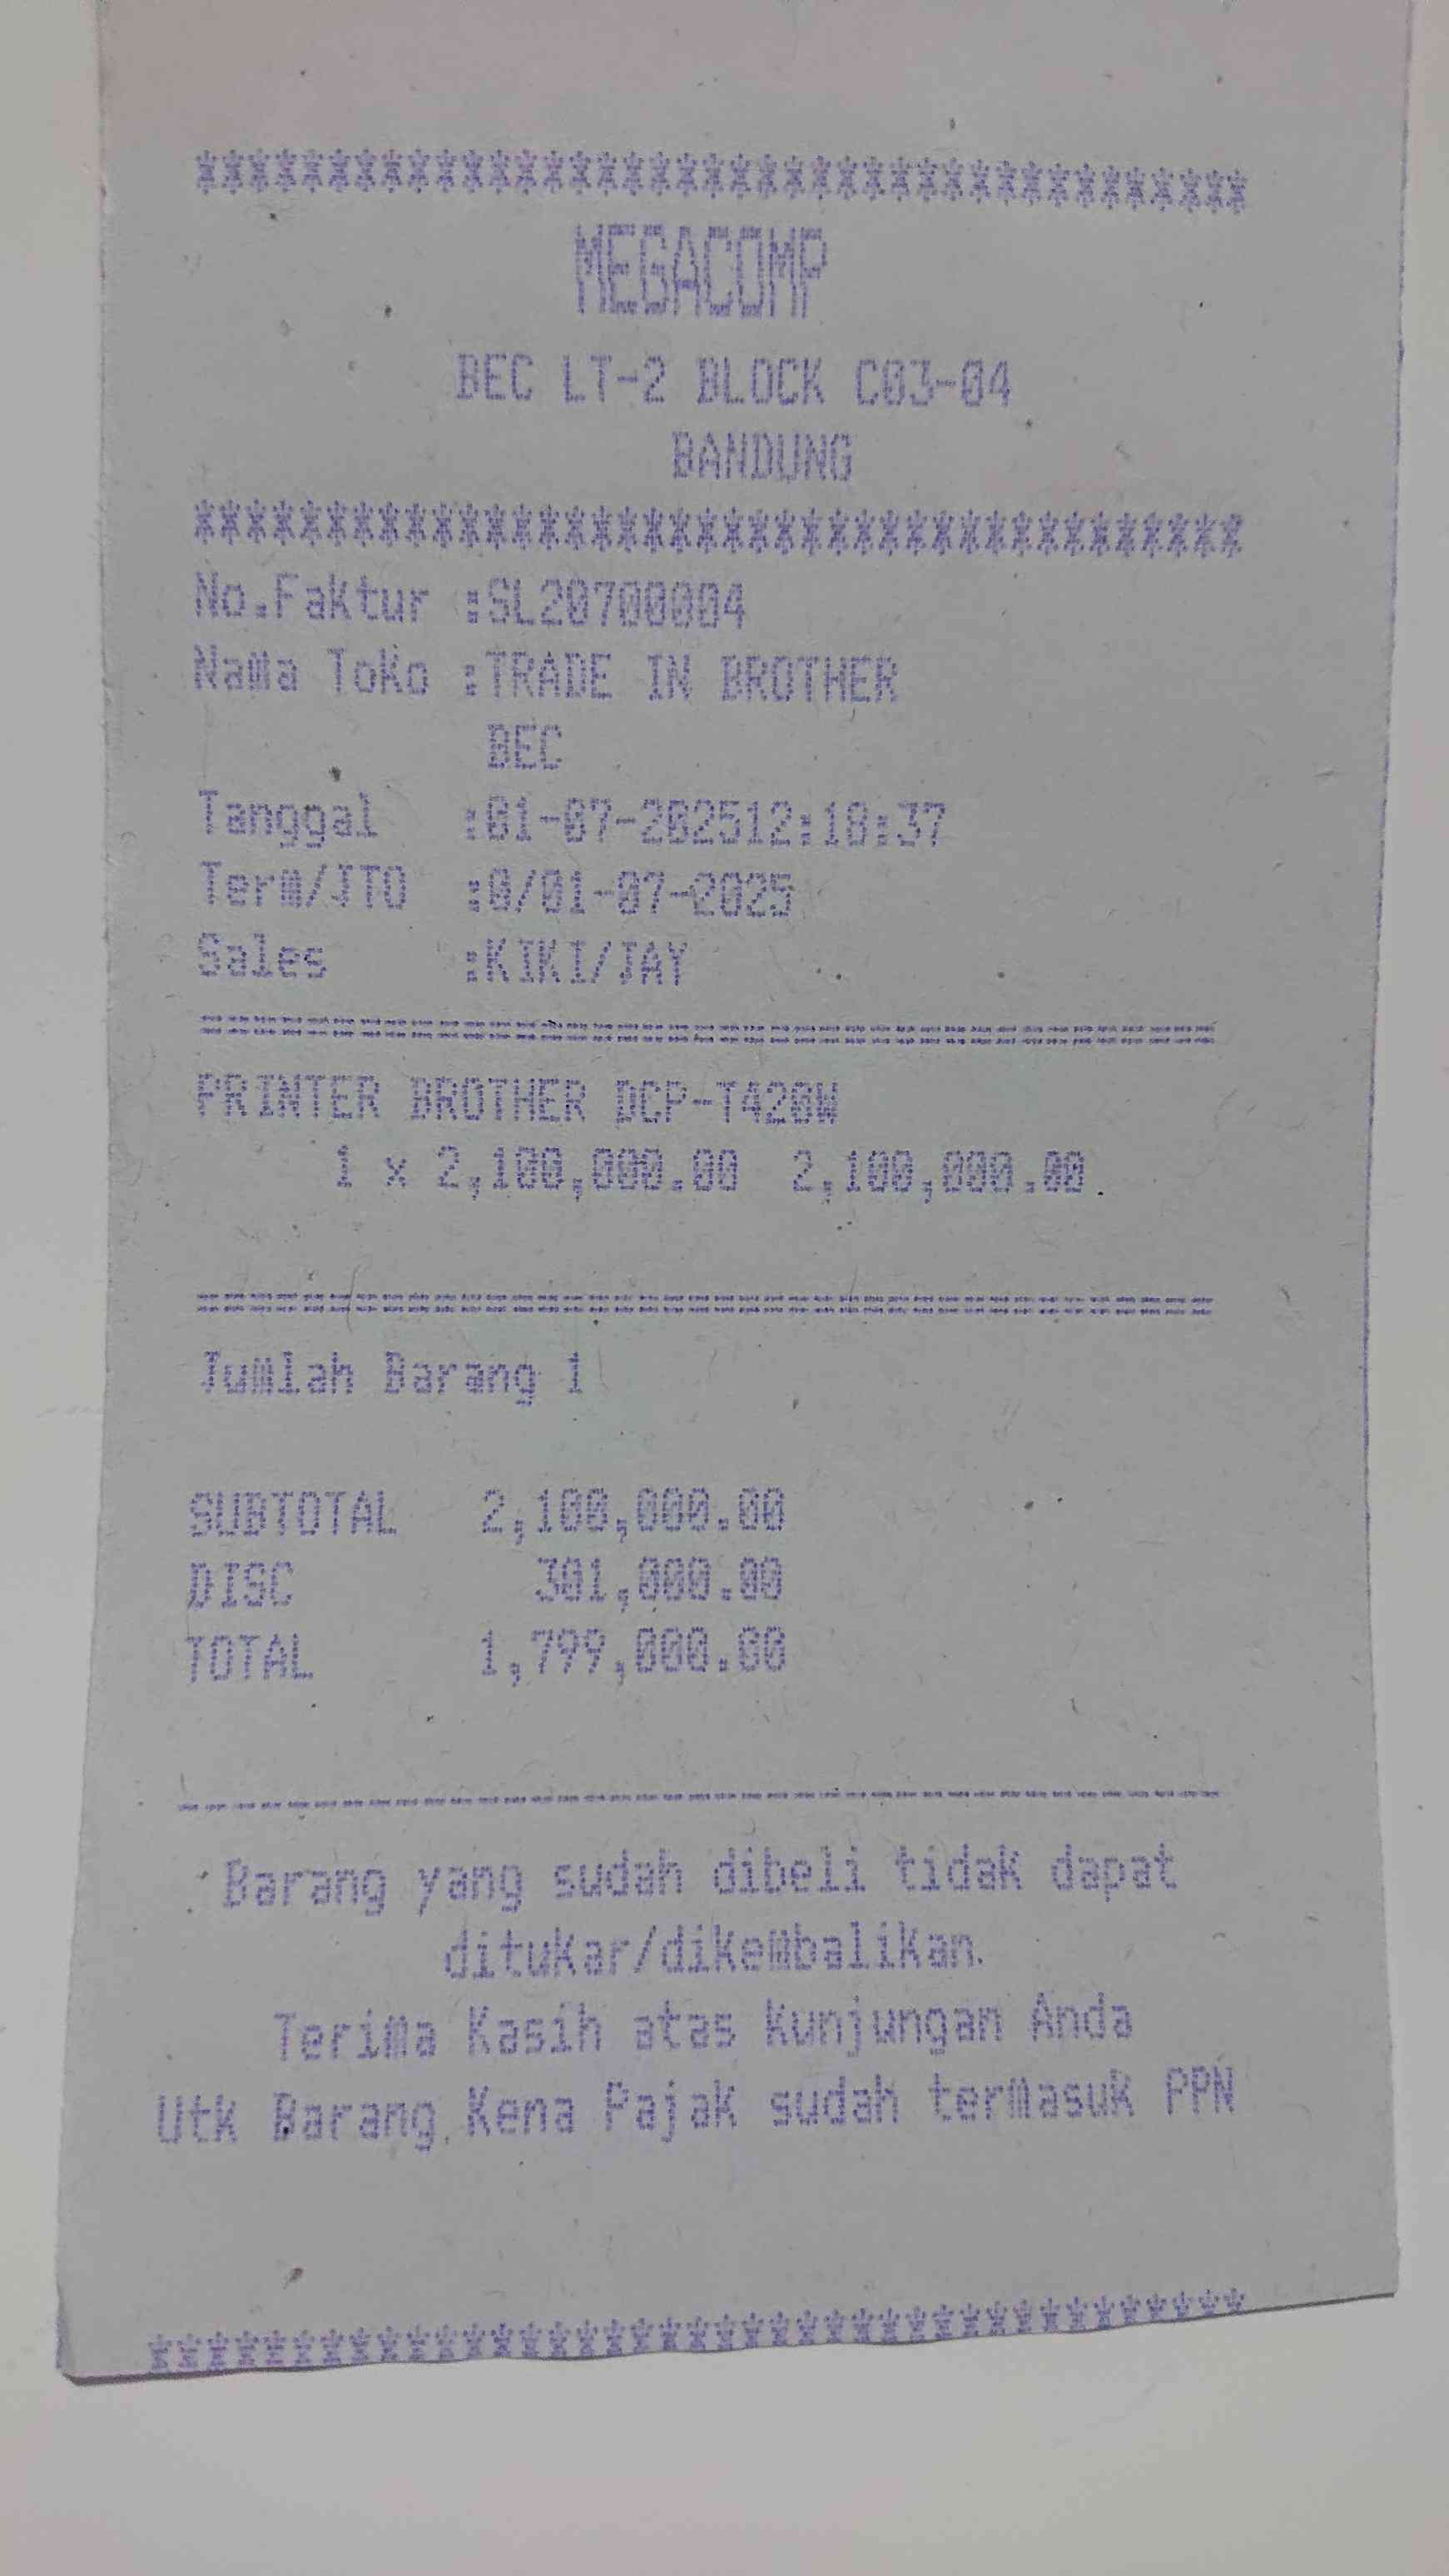 ***************************************
MEGACOMP
BEC LT-2 BLOCK C03-04
BANDUNG
***************************************
No.Faktur :SL20700004
Nama Toko :TRADE IN BROTHER
BEC
Tanggal :01-07-202512:18:37
Term/JTO :0/01-07-2025
Sales :KIKI/JAY
======================================
PRINTER BROTHER DCP-T420W
1 x 2,100,000.00 2,100,000.00
======================================
Jumlah Barang 1
SUBTOTAL 2,100,000.00
DISC 301,000.00
TOTAL 1,799,000.00
---------------------------------------
Barang yang sudah dibeli tidak dapat
ditukar/dikembalikan.
Terima Kasih atas Kunjungan Anda
Utk Barang Kena Pajak sudah termasuk PPN
***************************************